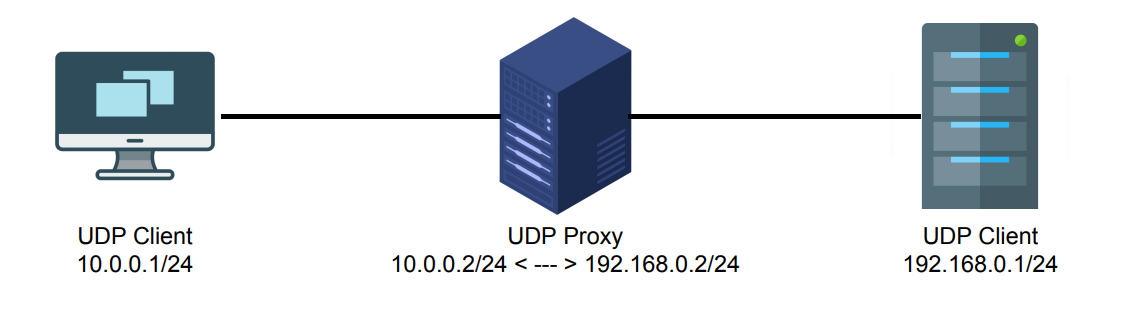 UDP Client
10.0.0.1/24
UDP Proxy
10.0.0.2/24 < --- > 192.168.0.2/24
UDP Client
192.168.0.1/24